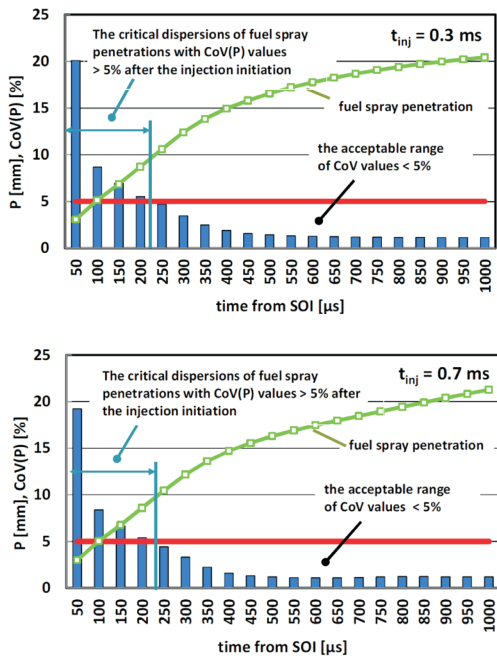 25
20
15
10
5
0
P [mm], CoV(P) [%]
The critical dispersions of fuel spray
penetrations with CoV(P) values
> 5% after the injection initiation
tinj = 0.3 ms
fuel spray penetration
the acceptable range
of CoV values < 5%
50 100 150 200 250 300 350 400 450 500 550 600 650 700 750 800 850 900 950 1000
time from SOI [µs]
25
20
15
10
5
0
P [mm], CoV(P) [%]
The critical dispersions of fuel spray
penetrations with CoV(P) values > 5% after
the injection initiation
tinj = 0.7 ms
fuel spray penetration
the acceptable range
of CoV values < 5%
50 100 150 200 250 300 350 400 450 500 550 600 650 700 750 800 850 900 950 1000
time from SOI [µs]